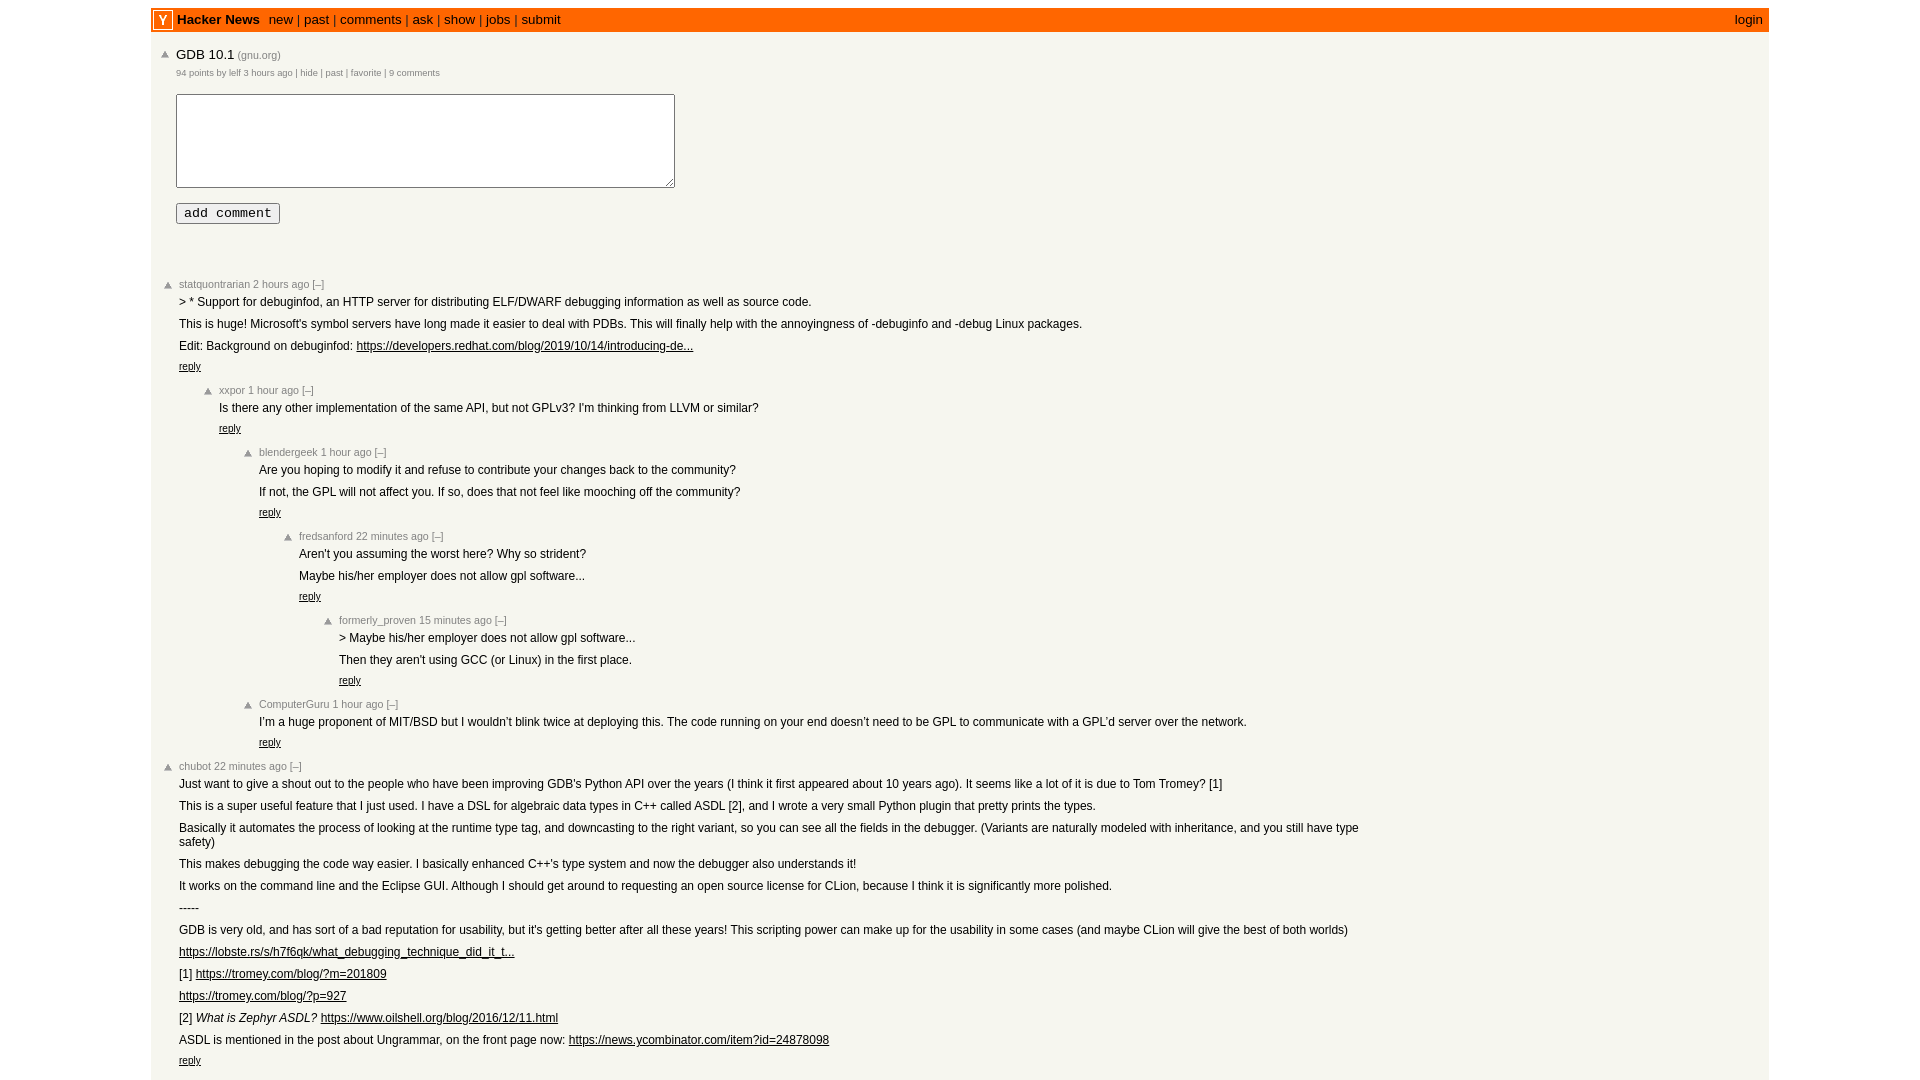 Y Hacker News new | past | comments | ask | show | jobs | submit login
GDB 10.1 (gnu.org)
94 points by lelf 3 hours ago | hide | past | favorite | 9 comments
add comment
statquontrarian 2 hours ago [–]
> * Support for debuginfod, an HTTP server for distributing ELF/DWARF debugging information as well as source code.
This is huge! Microsoft's symbol servers have long made it easier to deal with PDBs. This will finally help with the annoyingness of -debuginfo and -debug Linux packages.
Edit: Background on debuginfod: https://developers.redhat.com/blog/2019/10/14/introducing-de...
reply
xxpor 1 hour ago [–]
Is there any other implementation of the same API, but not GPLv3? I'm thinking from LLVM or similar?
reply
blendergeek 1 hour ago [–]
Are you hoping to modify it and refuse to contribute your changes back to the community?
If not, the GPL will not affect you. If so, does that not feel like mooching off the community?
reply
fredsanford 22 minutes ago [–]
Aren't you assuming the worst here? Why so strident?
Maybe his/her employer does not allow gpl software...
reply
formerly_proven 15 minutes ago [–]
> Maybe his/her employer does not allow gpl software...
Then they aren't using GCC (or Linux) in the first place.
reply
ComputerGuru 1 hour ago [–]
I’m a huge proponent of MIT/BSD but I wouldn’t blink twice at deploying this. The code running on your end doesn’t need to be GPL to communicate with a GPL’d server over the network.
reply
chubot 22 minutes ago [–]
Just want to give a shout out to the people who have been improving GDB's Python API over the years (I think it first appeared about 10 years ago). It seems like a lot of it is due to Tom Tromey? [1]
This is a super useful feature that I just used. I have a DSL for algebraic data types in C++ called ASDL [2], and I wrote a very small Python plugin that pretty prints the types.
Basically it automates the process of looking at the runtime type tag, and downcasting to the right variant, so you can see all the fields in the debugger. (Variants are naturally modeled with inheritance, and you still have type
safety)
This makes debugging the code way easier. I basically enhanced C++'s type system and now the debugger also understands it!
It works on the command line and the Eclipse GUI. Although I should get around to requesting an open source license for CLion, because I think it is significantly more polished.
-----
GDB is very old, and has sort of a bad reputation for usability, but it's getting better after all these years! This scripting power can make up for the usability in some cases (and maybe CLion will give the best of both worlds)
https://lobste.rs/s/h7f6qk/what_debugging_technique_did_it_t...
[1] https://tromey.com/blog/?m=201809
https://tromey.com/blog/?p=927
[2] What is Zephyr ASDL? https://www.oilshell.org/blog/2016/12/11.html
ASDL is mentioned in the post about Ungrammar, on the front page now: https://news.ycombinator.com/item?id=24878098
reply